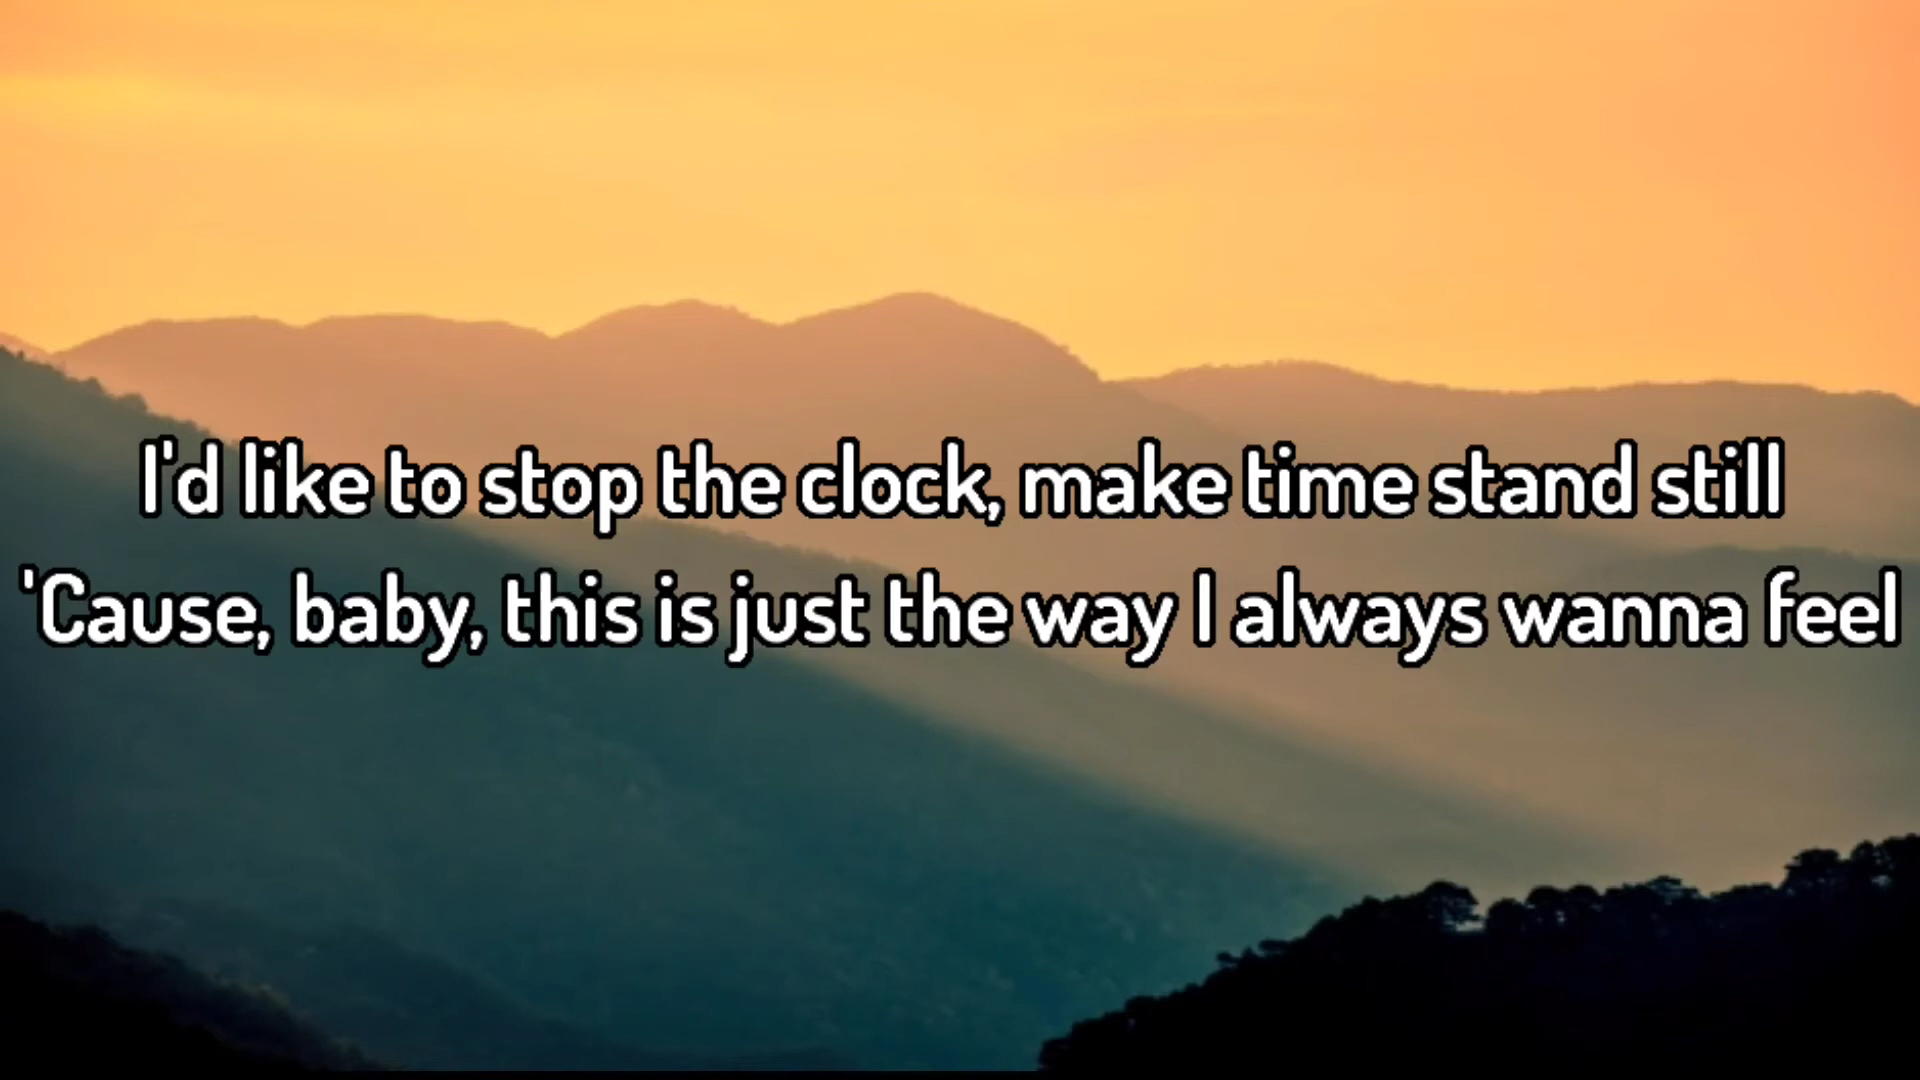 I'd like to stop the clock, make time stand still
'Cause, baby, this is just the way I always wanna feel